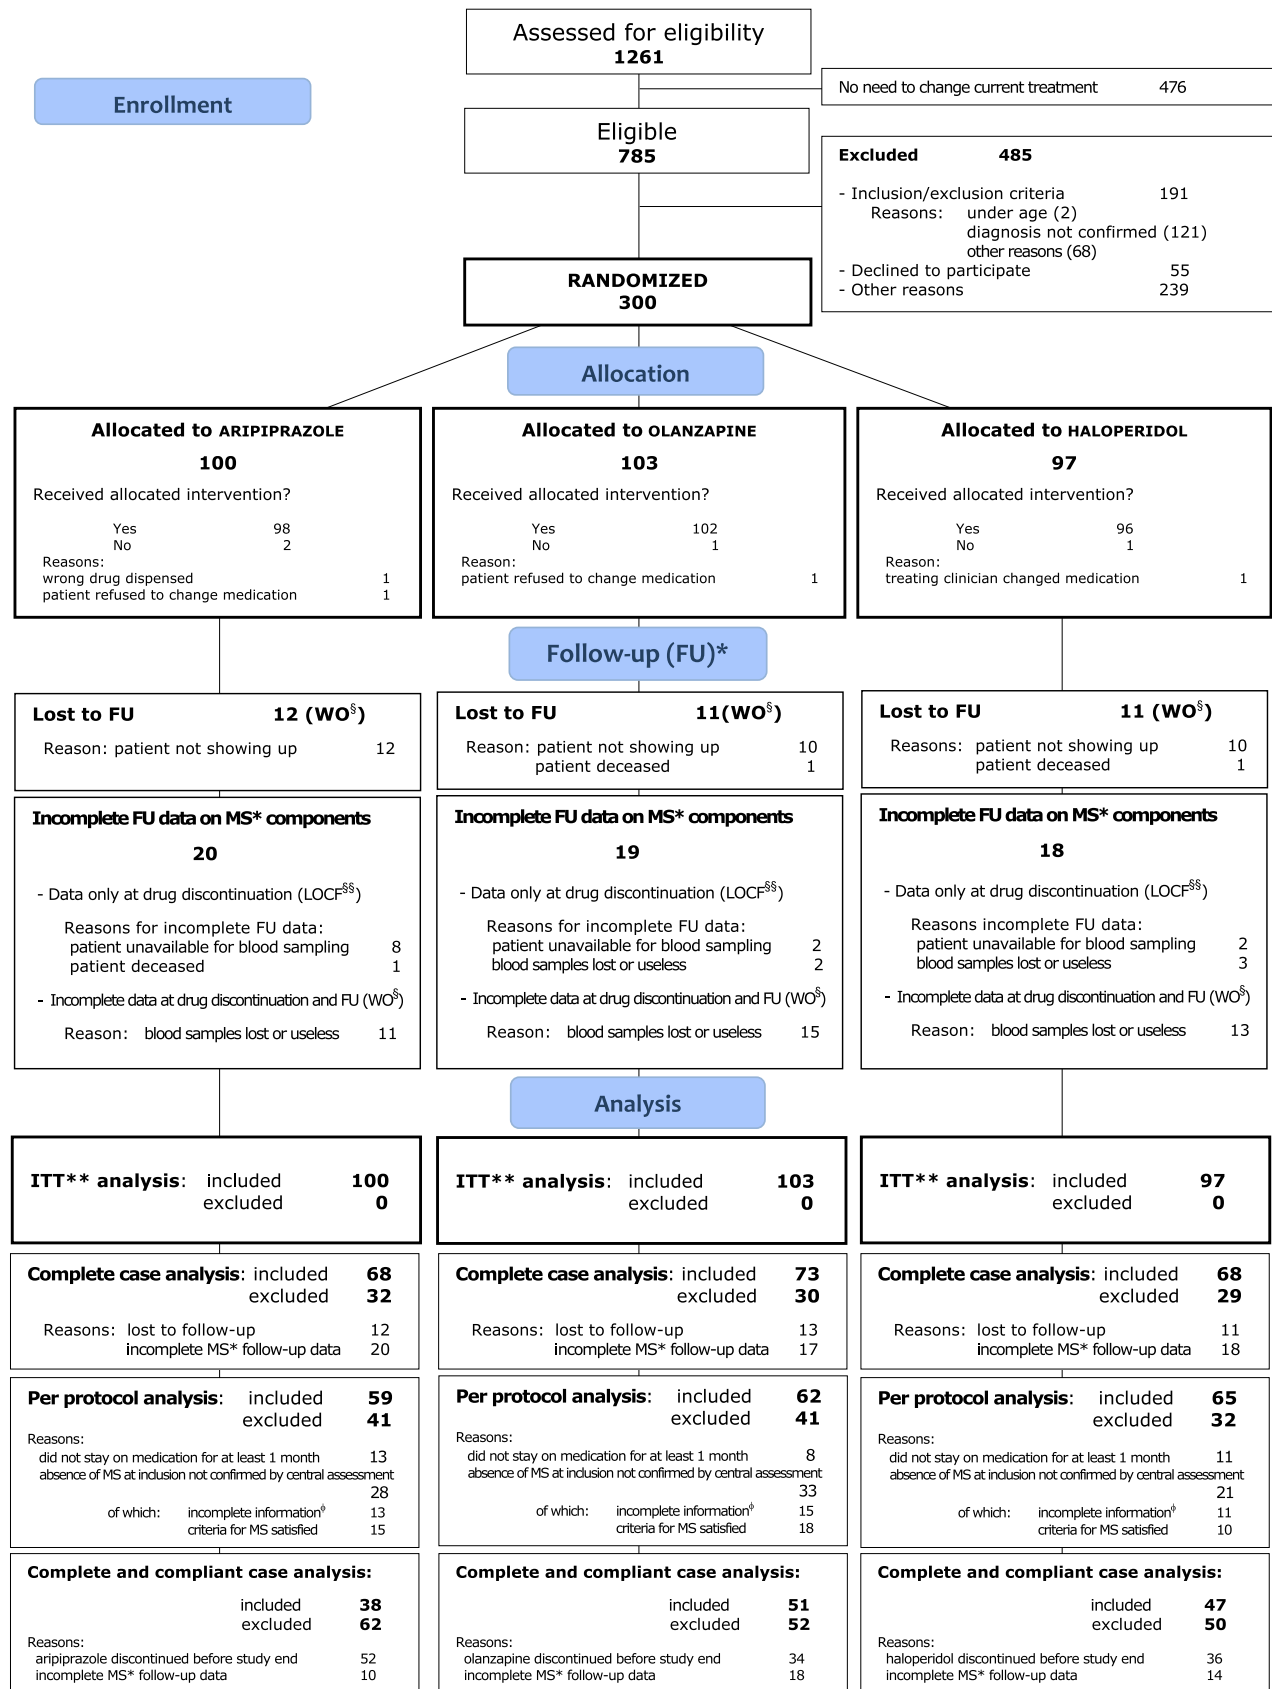 Assessed for eligibility
1261
No need to change current treatment 476
Enrollment
Eligible
785
Excluded 485
- Inclusion/exclusion criteria 191
Reasons: under age (2)
diagnosis not confirmed (121)
other reasons (68)
- Declined to participate 55
- Other reasons 239
RANDOMIZED
300
Allocation
Allocated to ARIPIPRAZOLE
100
Received allocated intervention?
Yes 98
No 2
Reasons:
wrong drug dispensed 1
patient refused to change medication 1
Allocated to OLANZAPINE
103
Received allocated intervention?
Yes 102
No 1
Reason:
patient refused to change medication 1
Allocated to HALOPERIDOL
97
Received allocated intervention?
Yes 96
No 1
Reason:
treating clinician changed medication 1
Follow-up (FU)*
Lost to FU 12 (WO§)
Reason: patient not showing up 12
Lost to FU 11(WO§)
Reason: patient not showing up 10
patient deceased 1
Lost to FU 11 (WO§)
Reasons: patient not showing up 10
patient deceased 1
Incomplete FU data on MS* components
20
- Data only at drug discontinuation (LOCF§§)
Reasons for incomplete FU data:
patient unavailable for blood sampling 8
patient deceased 1
- Incomplete data at drug discontinuation and FU (WO§)
Reason: blood samples lost or useless 11
Incomplete FU data on MS* components
19
- Data only at drug discontinuation (LOCF§§)
Reasons for incomplete FU data:
patient unavailable for blood sampling 2
blood samples lost or useless 2
- Incomplete data at drug discontinuation and FU (WO§)
Reason: blood samples lost or useless 15
Incomplete FU data on MS* components
18
- Data only at drug discontinuation (LOCF§§)
Reasons incomplete FU data:
patient unavailable for blood sampling 2
blood samples lost or useless 3
- Incomplete data at drug discontinuation and FU (WO§)
Reason: blood samples lost or useless 13
Analysis
ITT** analysis: included 100
excluded 0
ITT** analysis: included 103
excluded 0
ITT** analysis: included 97
excluded 0
Complete case analysis: included 68
excluded 32
Reasons: lost to follow-up 12
incomplete MS* follow-up data 20
Complete case analysis: included 73
excluded 30
Reasons: lost to follow-up 13
incomplete MS* follow-up data 17
Complete case analysis: included 68
excluded 29
Reasons: lost to follow-up 11
incomplete MS* follow-up data 18
Per protocol analysis: included 59
excluded 41
Reasons:
did not stay on medication for at least 1 month 13
absence of MS at inclusion not confirmed by central assessment
28
of which: incomplete informationᶲ 13
criteria for MS satisfied 15
Per protocol analysis: included 62
excluded 41
Reasons:
did not stay on medication for at least 1 month 8
absence of MS at inclusion not confirmed by central assessment
33
of which: incomplete informationᶲ 15
criteria for MS satisfied 18
Per protocol analysis: included 65
excluded 32
Reasons:
did not stay on medication for at least 1 month 11
absence of MS at inclusion not confirmed by central assessment
21
of which: incomplete informationᶲ 11
criteria for MS satisfied 10
Complete and compliant case analysis:
included 38
excluded 62
Reasons:
aripiprazole discontinued before study end 52
incomplete MS* follow-up data 10
Complete and compliant case analysis:
included 51
excluded 52
Reasons:
olanzapine discontinued before study end 34
incomplete MS* follow-up data 18
Complete and compliant case analysis:
included 47
excluded 50
Reasons:
haloperidol discontinued before study end 36
incomplete MS* follow-up data 14